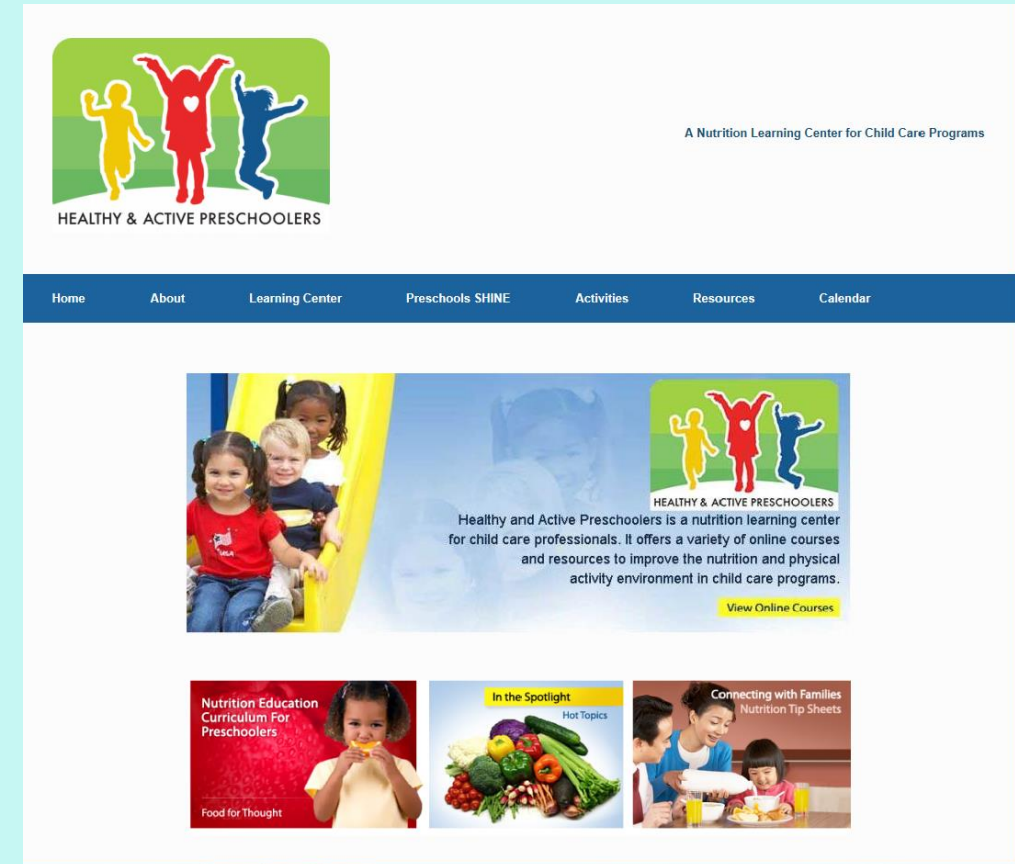 HEALTHY & ACTIVE PRESCHOOLERS
A Nutrition Learning Center for Child Care Programs
Home About Learning Center Preschools SHINE Activities Resources Calendar
HEALTHY & ACTIVE PRESCHOOLERS
Healthy and Active Preschoolers is a nutrition learning center
for child care professionals. It offers a variety of online courses
and resources to improve the nutrition and physical
activity environment in child care programs.
View Online Courses
Nutrition Education
Curriculum For
Preschoolers
Food for Thought
In the Spotlight
Hot Topics
Connecting with Families
Nutrition Tip Sheets